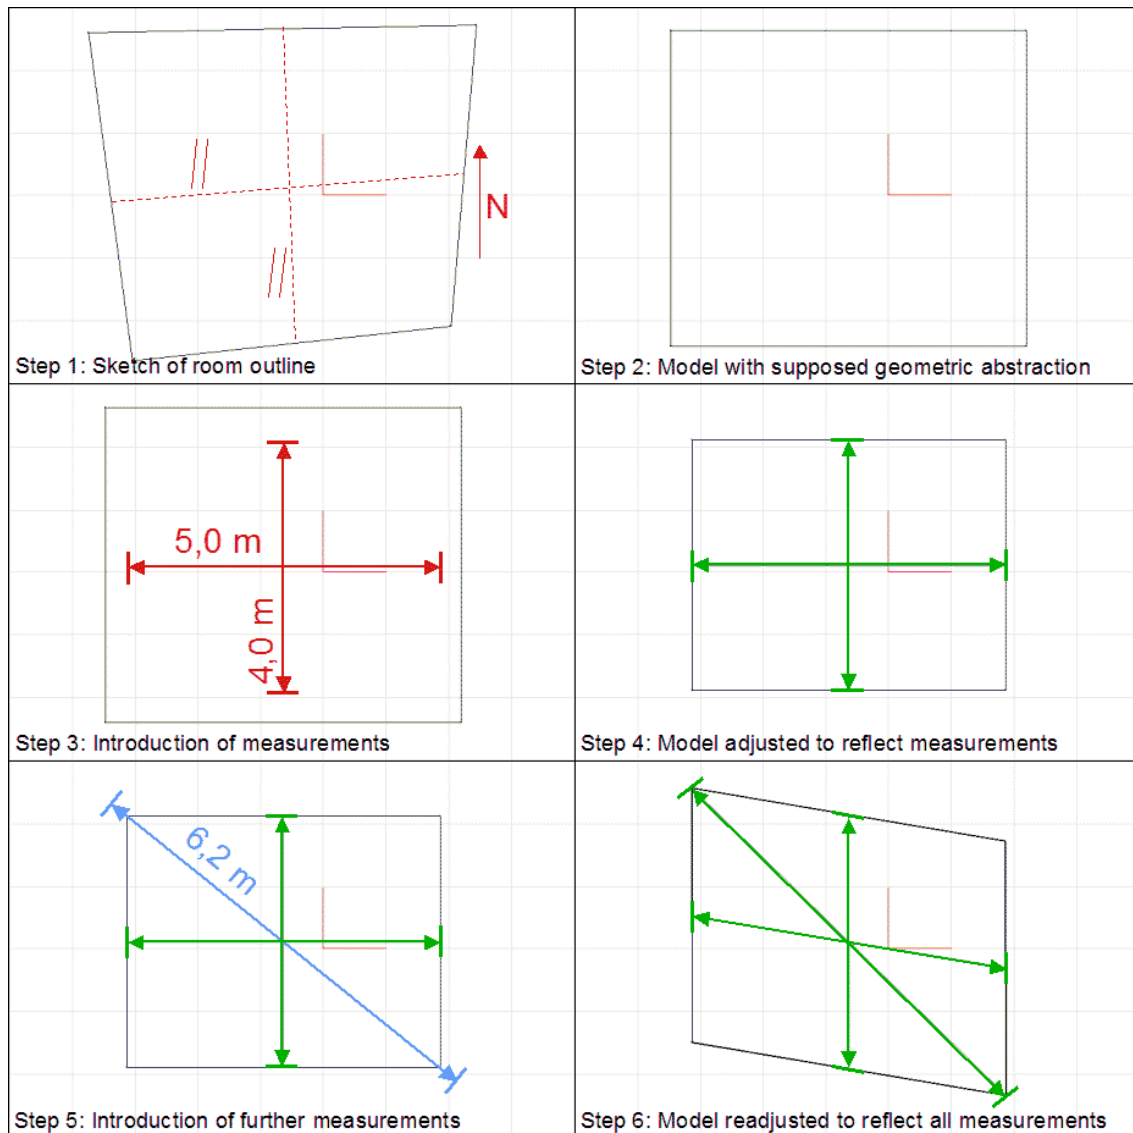 N
Step 1: Sketch of room outline
Step 2: Model with supposed geometric abstraction
5,0 m
4,0 m
Step 3: Introduction of measurements
Step 4: Model adjusted to reflect measurements
6,2 m
Step 5: Introduction of further measurements
Step 6: Model readjusted to reflect all measurements